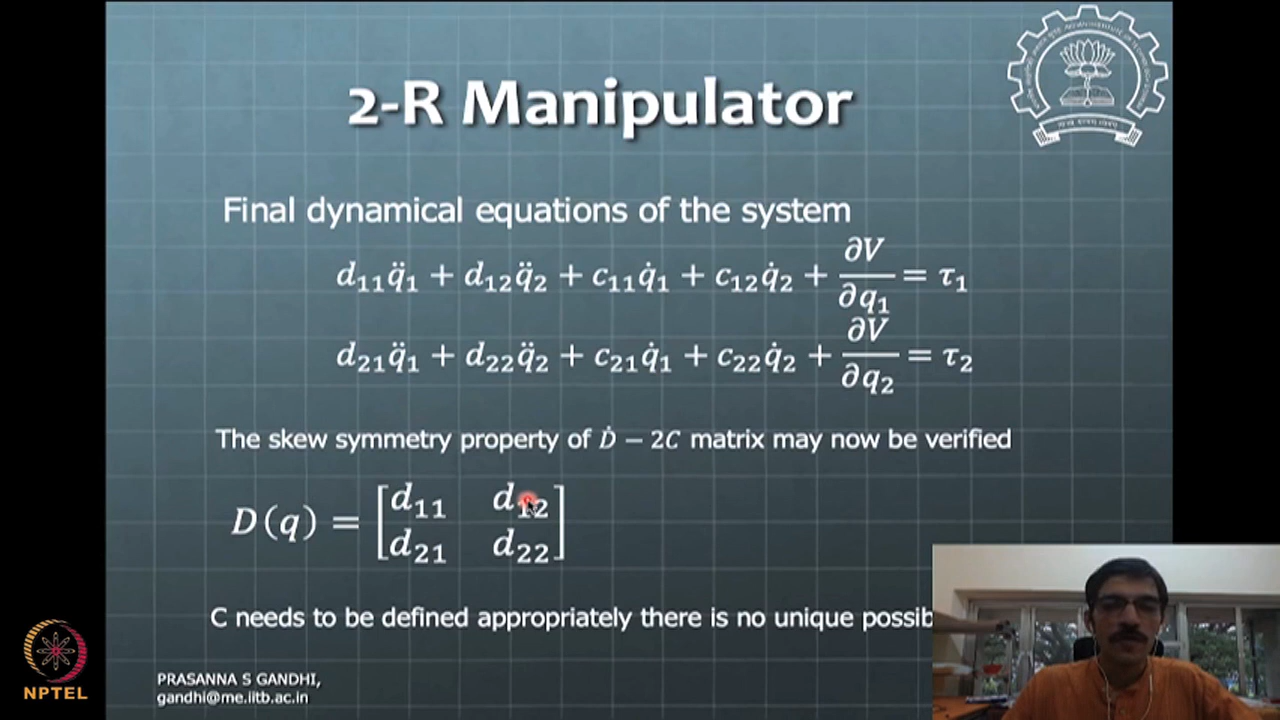 2-R Manipulator
Final dynamical equations of the system
d₁₁q̈₁ + d₁₂q̈₂ + c₁₁q̇₁ + c₁₂q̇₂ + ∂V/∂q₁ = τ₁
d₂₁q̈₁ + d₂₂q̈₂ + c₂₁q̇₁ + c₂₂q̇₂ + ∂V/∂q₂ = τ₂
The skew symmetry property of Ḋ − 2C matrix may now be verified
D(q) = [d₁₁ d₁₂
d₂₁ d₂₂]
C needs to be defined appropriately there is no unique possib
PRASANNA S GANDHI,
gandhi@me.iitb.ac.in
NPTEL